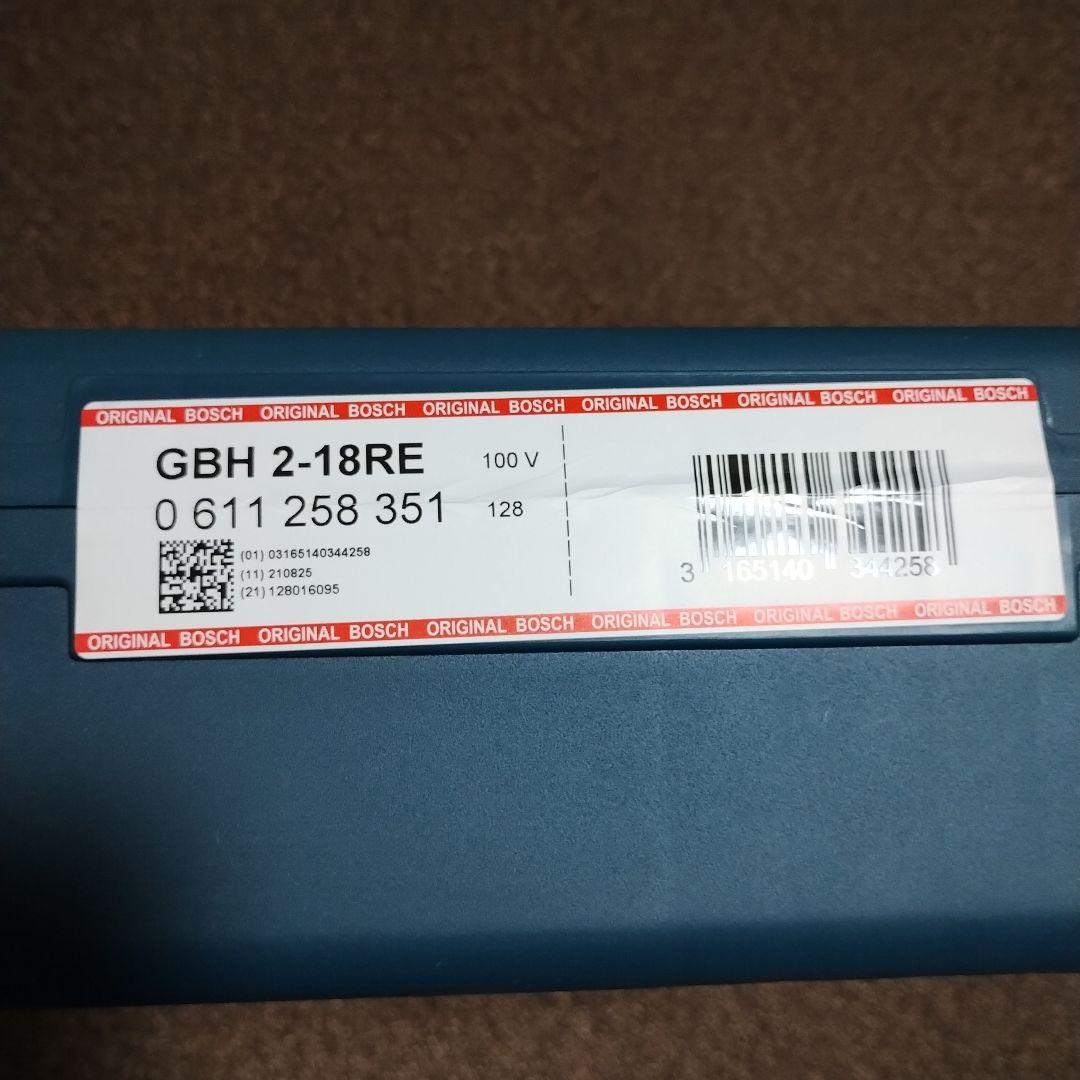 ORIGINAL BOSCH ORIGINAL BOSCH ORIGINAL BOSCH ORIGINAL BOSCH ORIGINAL BOSCH ORIGINAL BOSCH
GBH 2-18RE 100 V
0 611 258 351 128
(01) 03165140344258
(11) 210825
(21) 128016095
3 165140 344258
ORIGINAL BOSCH ORIGINAL BOSCH ORIGINAL BOSCH ORIGINAL BOSCH ORIGINAL BOSCH ORIGINAL BOSCH